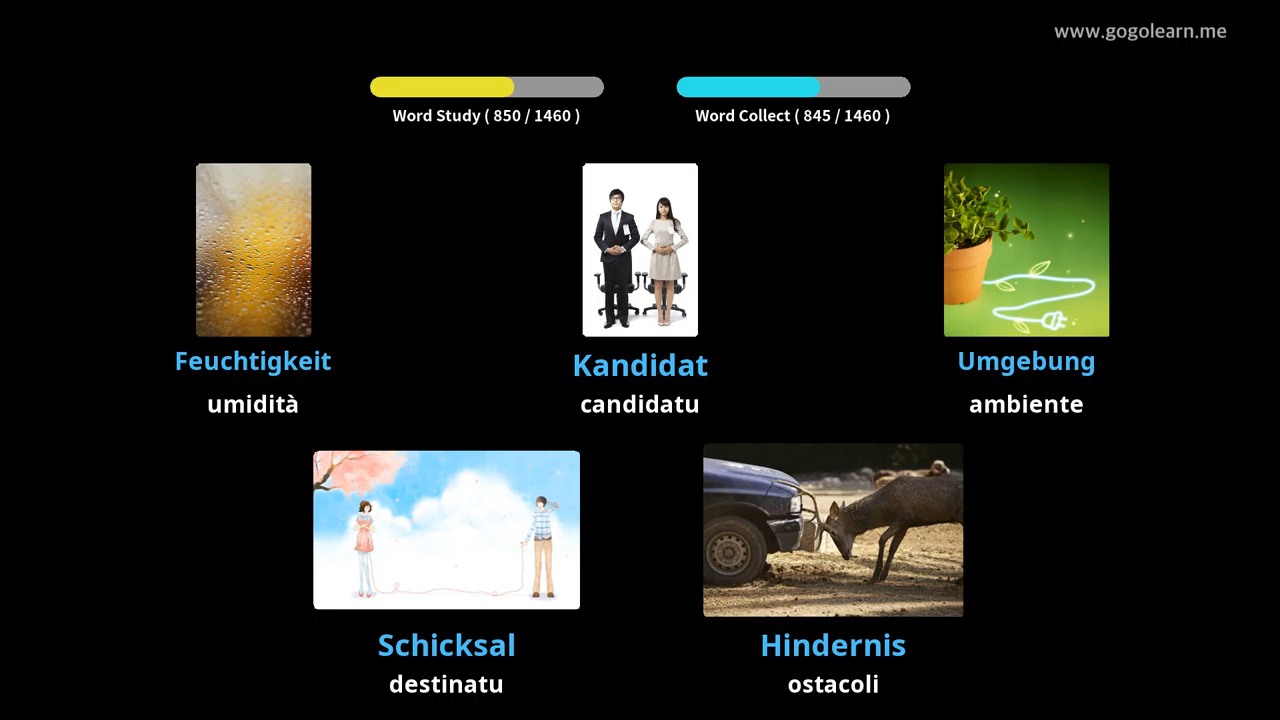 www.gogolearn.me
Word Study ( 850 / 1460 )
Word Collect ( 845 / 1460 )
Feuchtigkeit
umidità
Kandidat
candidatu
Umgebung
ambiente
Schicksal
destinatu
Hindernis
ostacoli